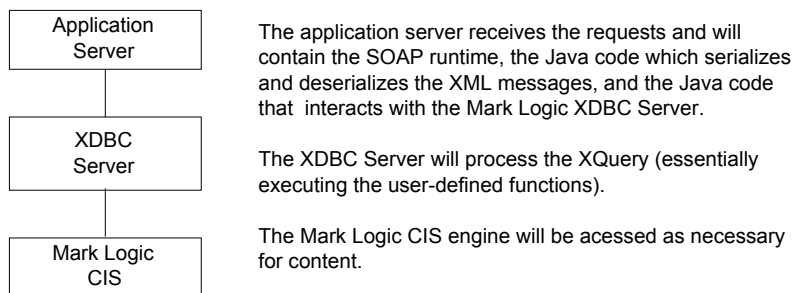 Application
Server
The application server receives the requests and will
contain the SOAP runtime, the Java code which serializes
and deserializes the XML messages, and the Java code
that interacts with the Mark Logic XDBC Server.
XDBC
Server
The XDBC Server will process the XQuery (essentially
executing the user-defined functions).
Mark Logic
CIS
The Mark Logic CIS engine will be acessed as necessary
for content.